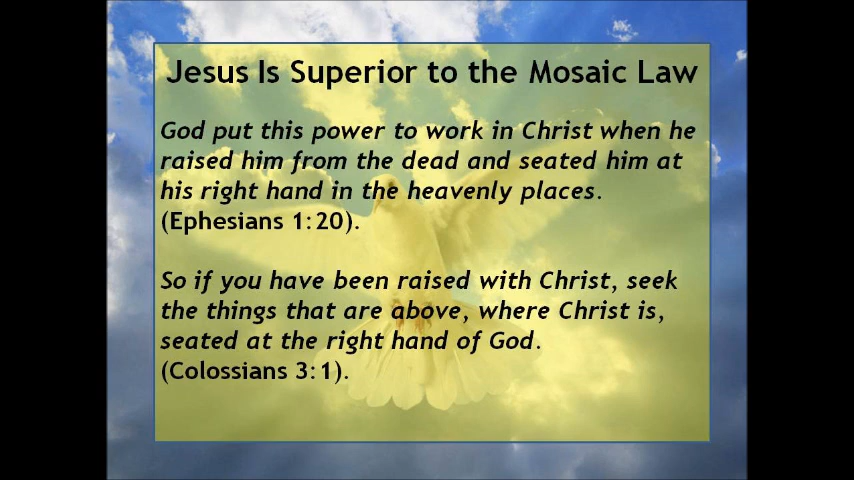 Jesus Is Superior to the Mosaic Law
God put this power to work in Christ when he
raised him from the dead and seated him at
his right hand in the heavenly places.
(Ephesians 1:20).
So if you have been raised with Christ, seek
the things that are above, where Christ is,
seated at the right hand of God.
(Colossians 3:1).